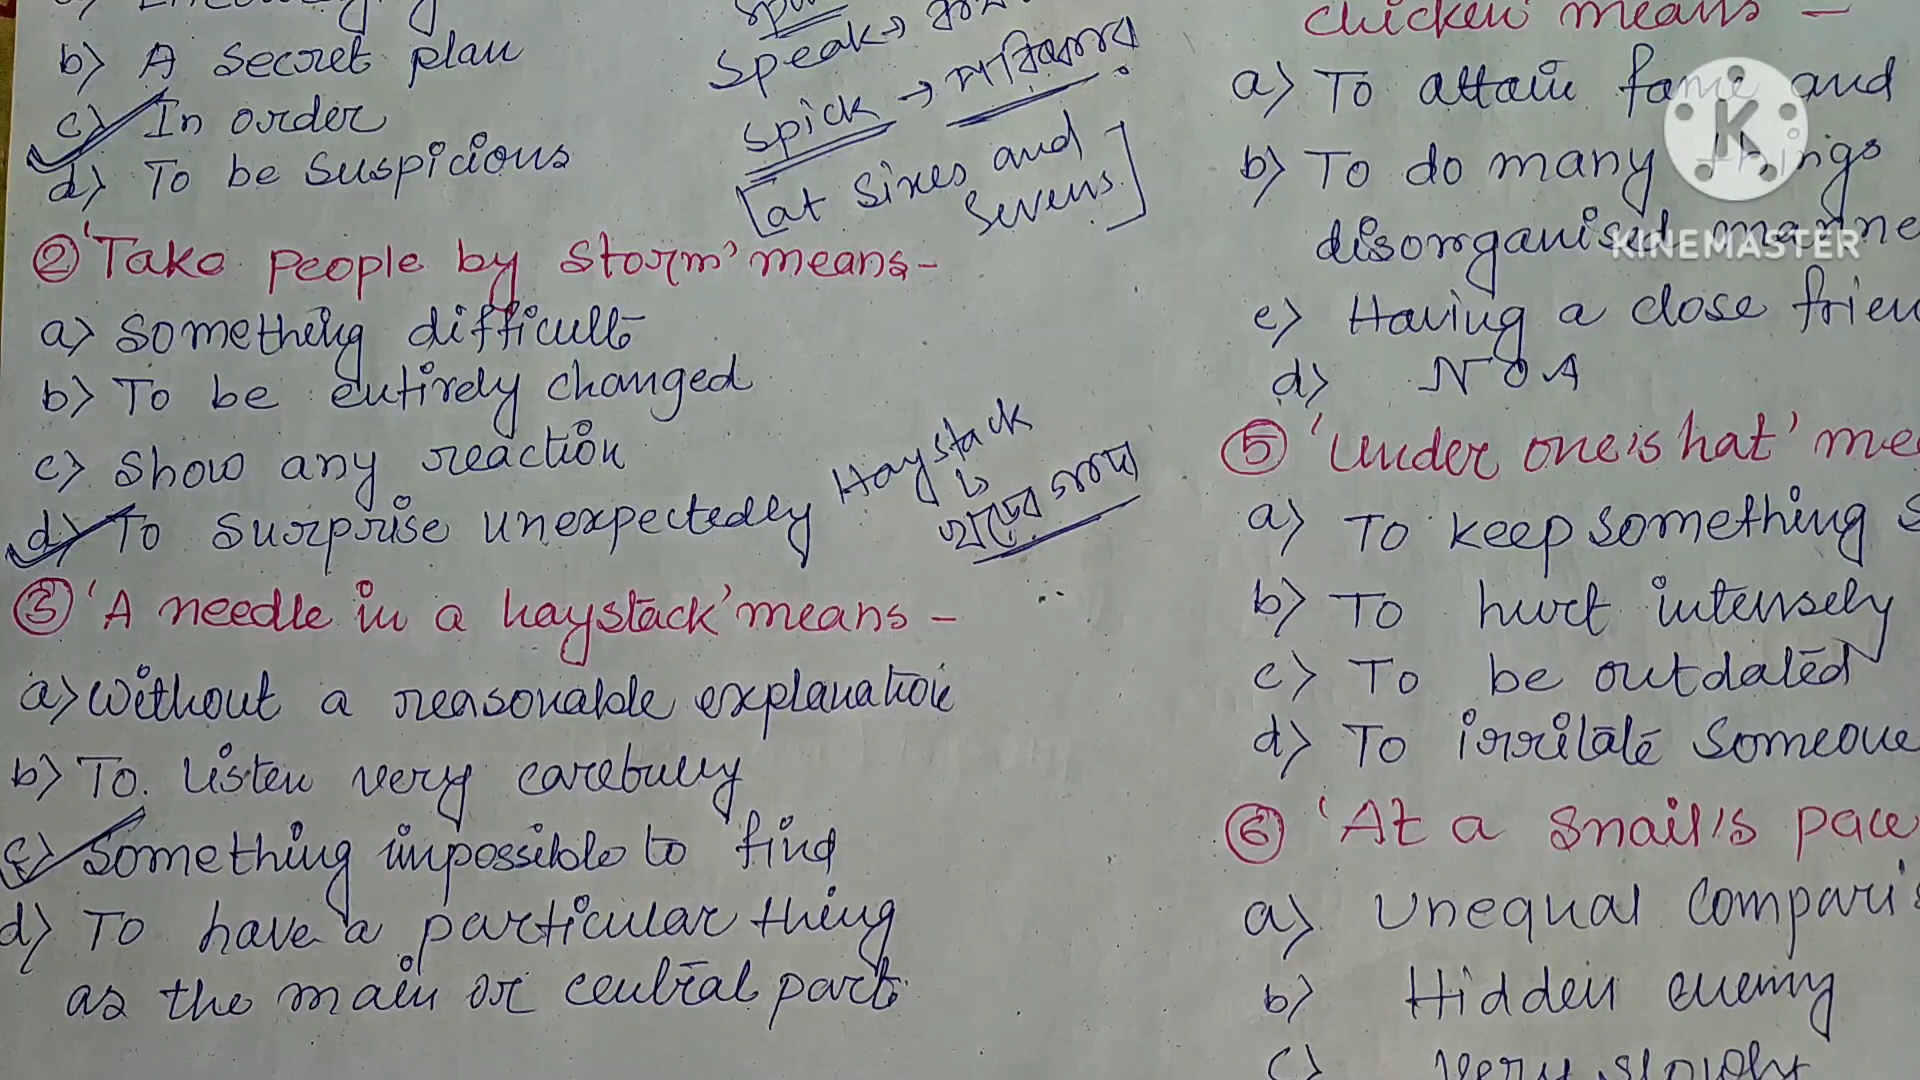 b) A secret plan
c) In order
d) To be suspicious
Speak →
Spick →
[at sixes and
sevens.]
② 'Take people by storm' means-
a) Something difficult
b) To be entirely changed
c) Show any reaction
d) To surprise unexpectedly
Haystack
↳ খড়ের গাদা
③ 'A needle in a haystack' means-
a) Without a reasonable explanation
b) To. listen very carefully
c) Something impossible to find
d) To have a particular thing
as the main or central part.
chicken' means -
a) To attain fame and
b) To do many things
disorganised manne
c) Having a close frien
d) NOA
⑤ 'Under one's hat' me
a) To keep something s
b) To hurt intensely
c) To be outdated
d) To irritate someone
⑥ 'At a snail's pace
a) Unequal comparis
b) Hidden enemy
c) very slowly
K
KINEMASTER